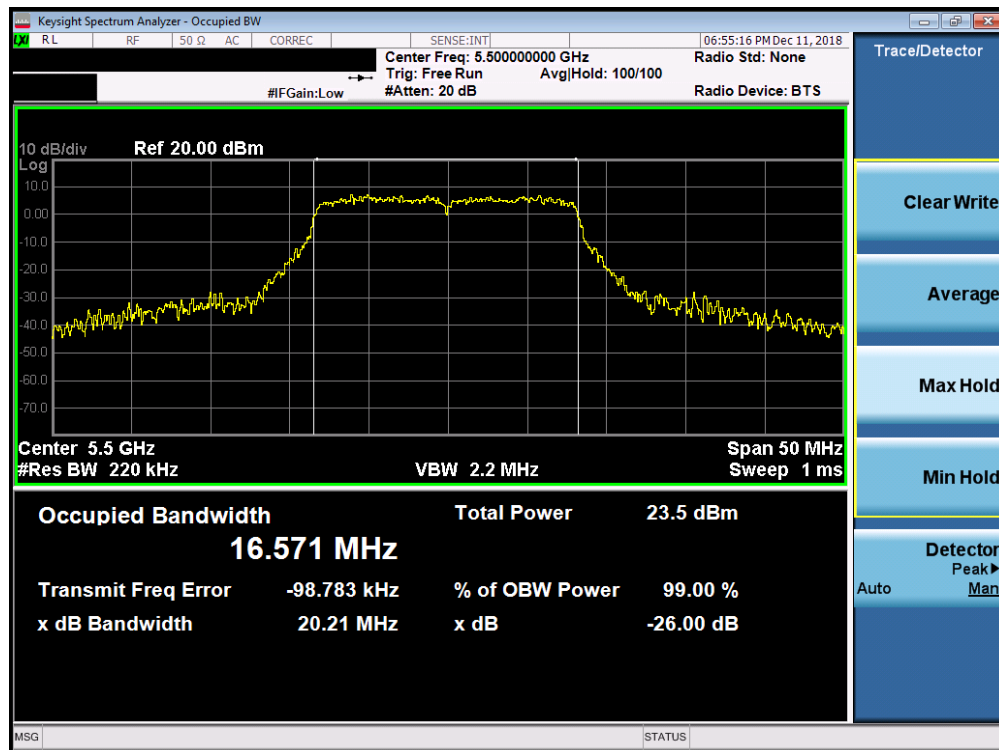 Keysight Spectrum Analyzer - Occupied BW
LXI RL RF 50 Ω AC CORREC SENSE:INT 06:55:16 PM Dec 11, 2018
Center Freq: 5.500000000 GHz Radio Std: None
Trig: Free Run Avg|Hold: 100/100
#IFGain:Low #Atten: 20 dB Radio Device: BTS
10 dB/div Ref 20.00 dBm
Log
10.0
0.00
-10.0
-20.0
-30.0
-40.0
-50.0
-60.0
-70.0
Center 5.5 GHz Span 50 MHz
#Res BW 220 kHz VBW 2.2 MHz Sweep 1 ms
Occupied Bandwidth Total Power 23.5 dBm
16.571 MHz
Transmit Freq Error -98.783 kHz % of OBW Power 99.00 %
x dB Bandwidth 20.21 MHz x dB -26.00 dB
MSG STATUS
Trace/Detector
Clear Write
Average
Max Hold
Min Hold
Detector
Peak▶
Auto Man